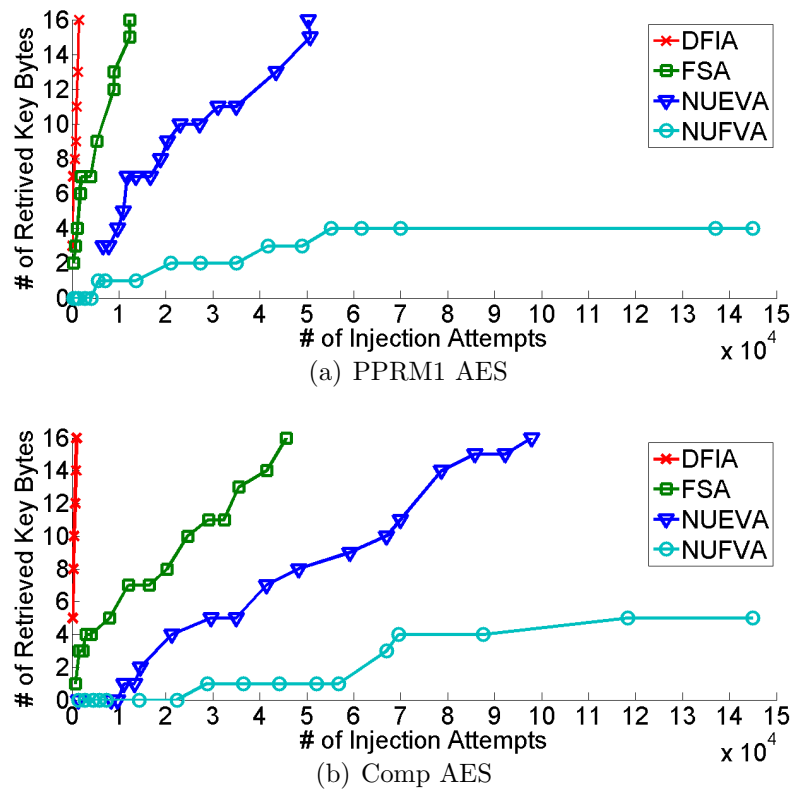 16
14
12
10
8
6
4
2
0
# of Retrived Key Bytes
DFIA
FSA
NUEVA
NUFVA
0 1 2 3 4 5 6 7 8 9 10 11 12 13 14 15
# of Injection Attempts
x 10^4
(a) PPRM1 AES
16
14
12
10
8
6
4
2
0
# of Retrieved Key Bytes
DFIA
FSA
NUEVA
NUFVA
0 1 2 3 4 5 6 7 8 9 10 11 12 13 14 15
# of Injection Attempts
x 10^4
(b) Comp AES